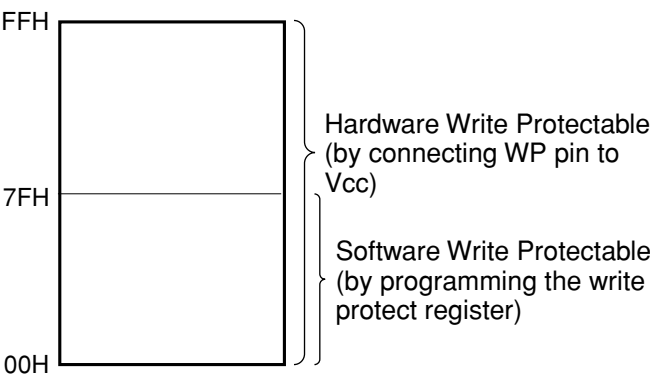 FFH
Hardware Write Protectable
(by connecting WP pin to
Vcc)
7FH
Software Write Protectable
(by programming the write
protect register)
00H